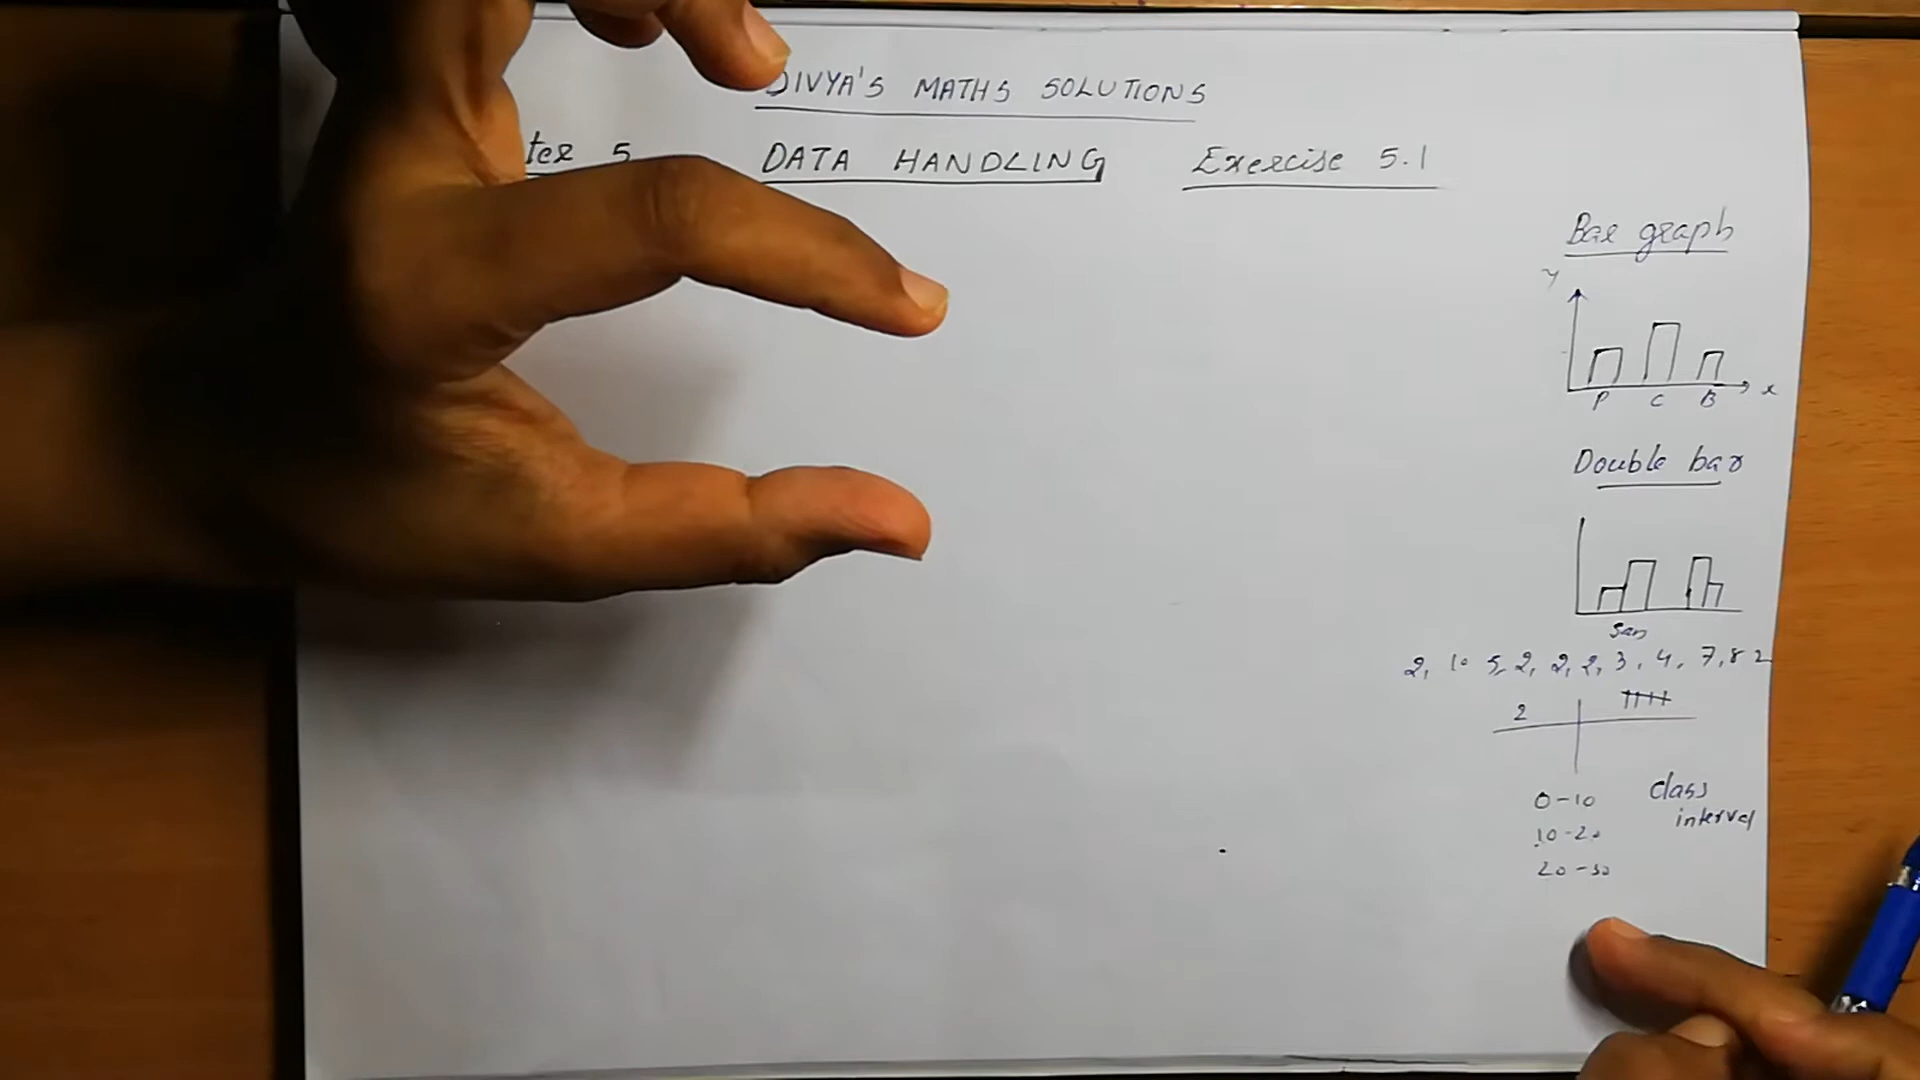 DIVYA'S MATHS SOLUTIONS
ter 5 DATA HANDLING Exercise 5.1
Bar graph
y
x
P C B
Double bar
San
2, 10 5, 2, 2, 2, 3, 4, 7, 8 2
2
0-10 class
10-20 interval
20-30